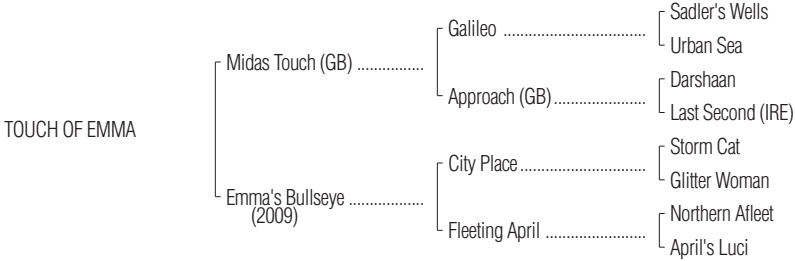 Sadler's Wells
Galileo ..................................
Urban Sea
Midas Touch (GB) ................
Darshaan
Approach (GB) ......................
Last Second (IRE)
TOUCH OF EMMA
Storm Cat
City Place ..............................
Glitter Woman
Emma's Bullseye ..................
(2009)
Northern Afleet
Fleeting April ........................
April's Luci